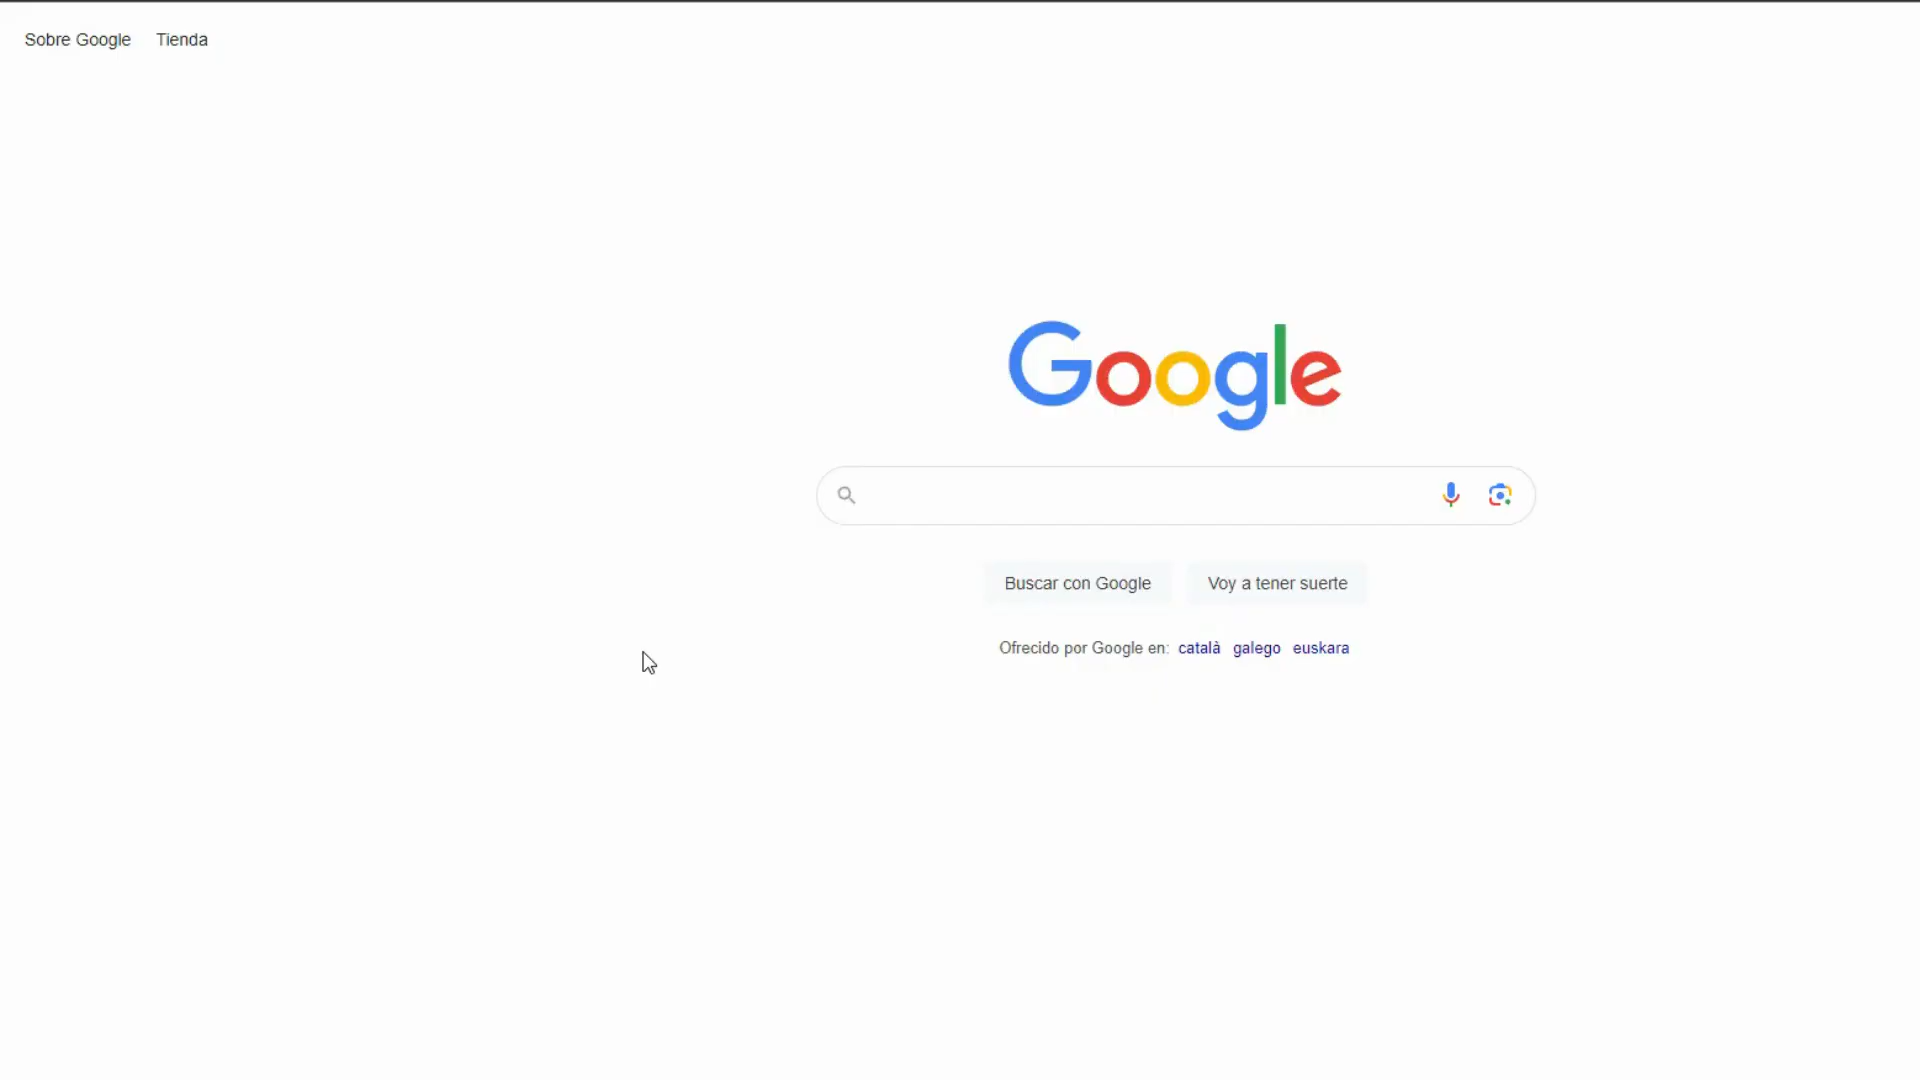 Sobre Google Tienda
Google
Buscar con Google Voy a tener suerte
Ofrecido por Google en: català galego euskara